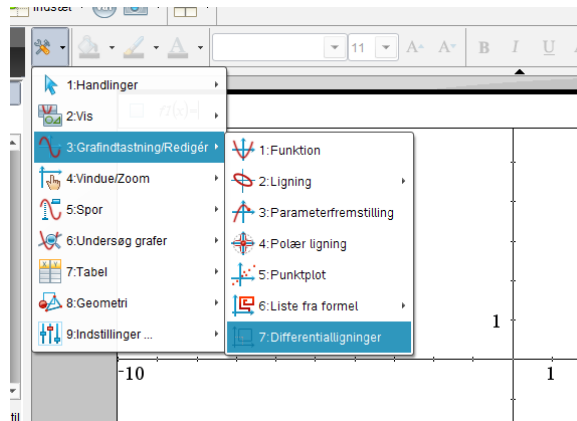 Indsæt
11 A A B I U
1:Handlinger
2:Vis
3:Grafindtastning/Redigér
1:Funktion
4:Vindue/Zoom
2:Ligning
5:Spor
3:Parameterfremstilling
6:Undersøg grafer
4:Polær ligning
7:Tabel
5:Punktplot
8:Geometri
6:Liste fra formel
9:Indstillinger ...
7:Differentialligninger
1
-10
1
til